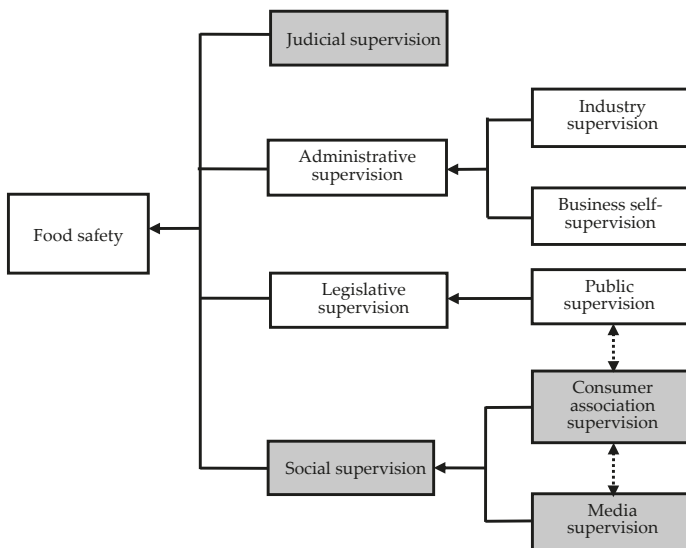 Judicial supervision
Industry
supervision
Administrative
supervision
Business self-
supervision
Food safety
Legislative
supervision
Public
supervision
Consumer
association
supervision
Social supervision
Media
supervision